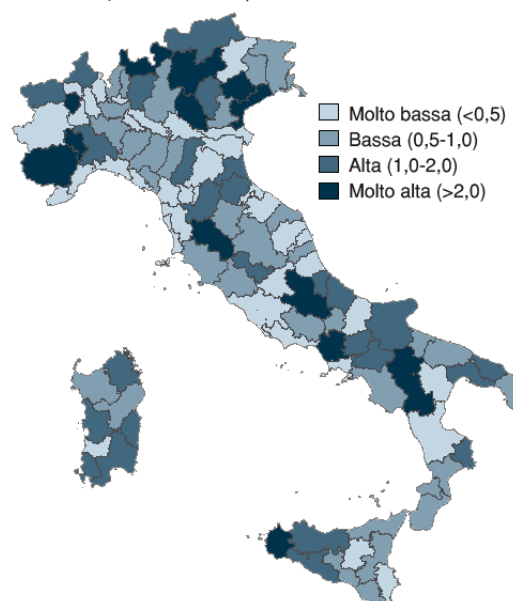 Molto bassa (<0,5)
Bassa (0,5-1,0)
Alta (1,0-2,0)
Molto alta (>2,0)